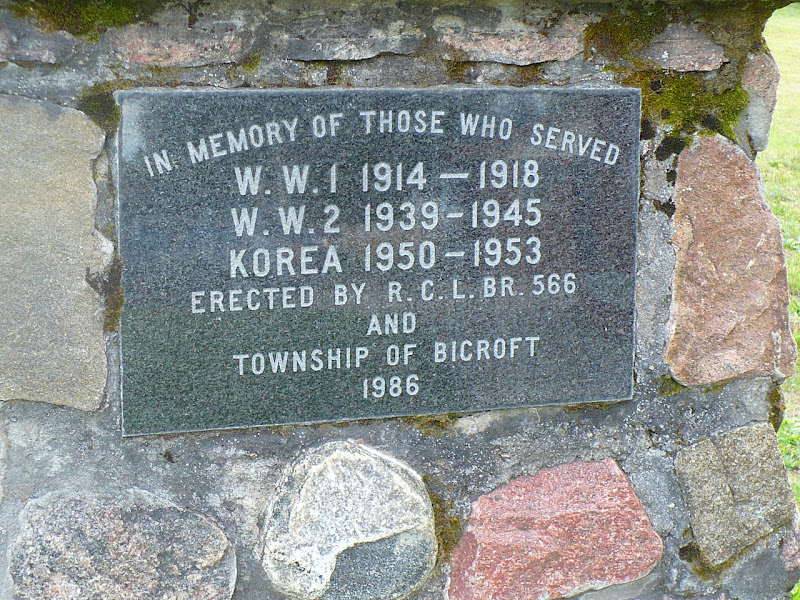 IN MEMORY OF THOSE WHO SERVED
W. W. 1 1914 – 1918
W. W. 2 1939 – 1945
KOREA 1950 – 1953
ERECTED BY R. C. L. BR. 566
AND
TOWNSHIP OF BICROFT
1986